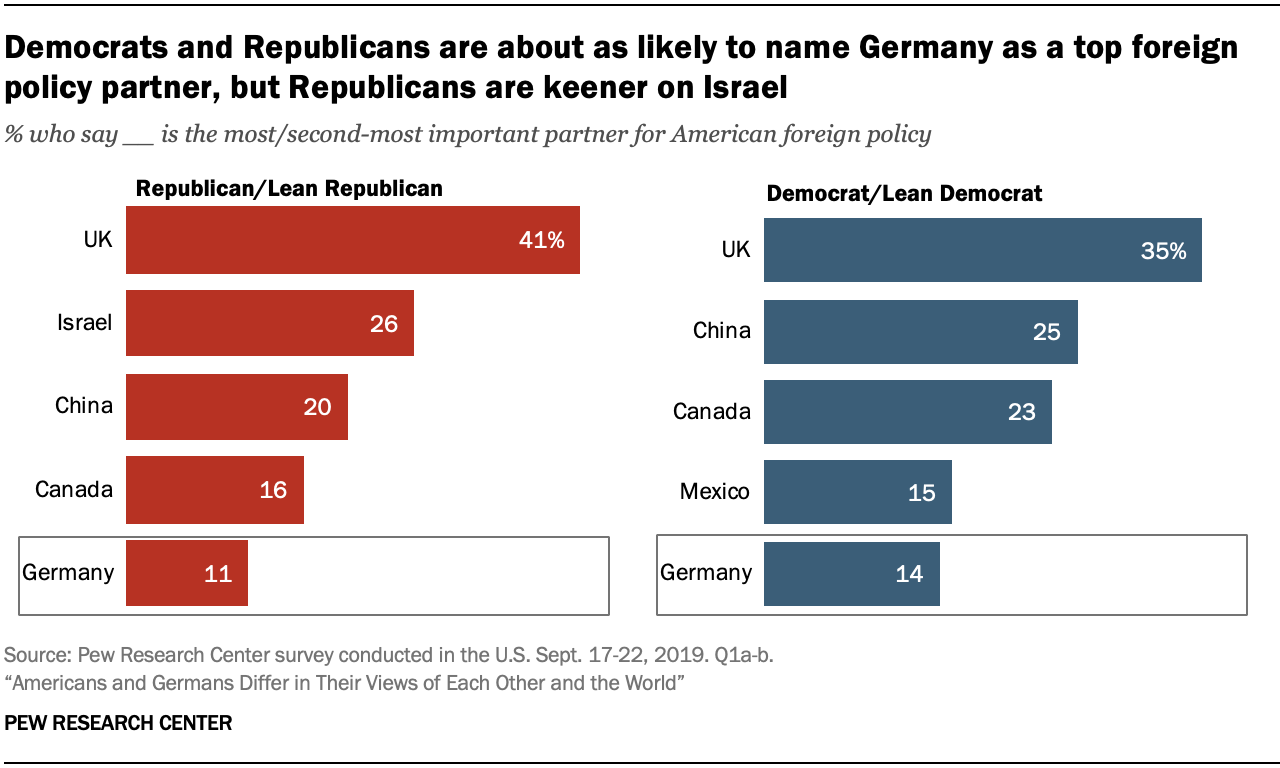 Democrats and Republicans are about as likely to name Germany as a top foreign
policy partner, but Republicans are keener on Israel
% who say __ is the most/second-most important partner for American foreign policy
Republican/Lean Republican
UK 41%
Israel 26
China 20
Canada 16
Germany 11
Democrat/Lean Democrat
UK 35%
China 25
Canada 23
Mexico 15
Germany 14
Source: Pew Research Center survey conducted in the U.S. Sept. 17-22, 2019. Q1a-b.
“Americans and Germans Differ in Their Views of Each Other and the World”
PEW RESEARCH CENTER